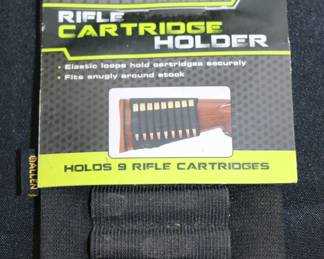 RIFLE
CARTRIDGE
HOLDER
• Elastic loops hold cartridges securely
• Fits snugly around stock
HOLDS 9 RIFLE CARTRIDGES
ALLEN